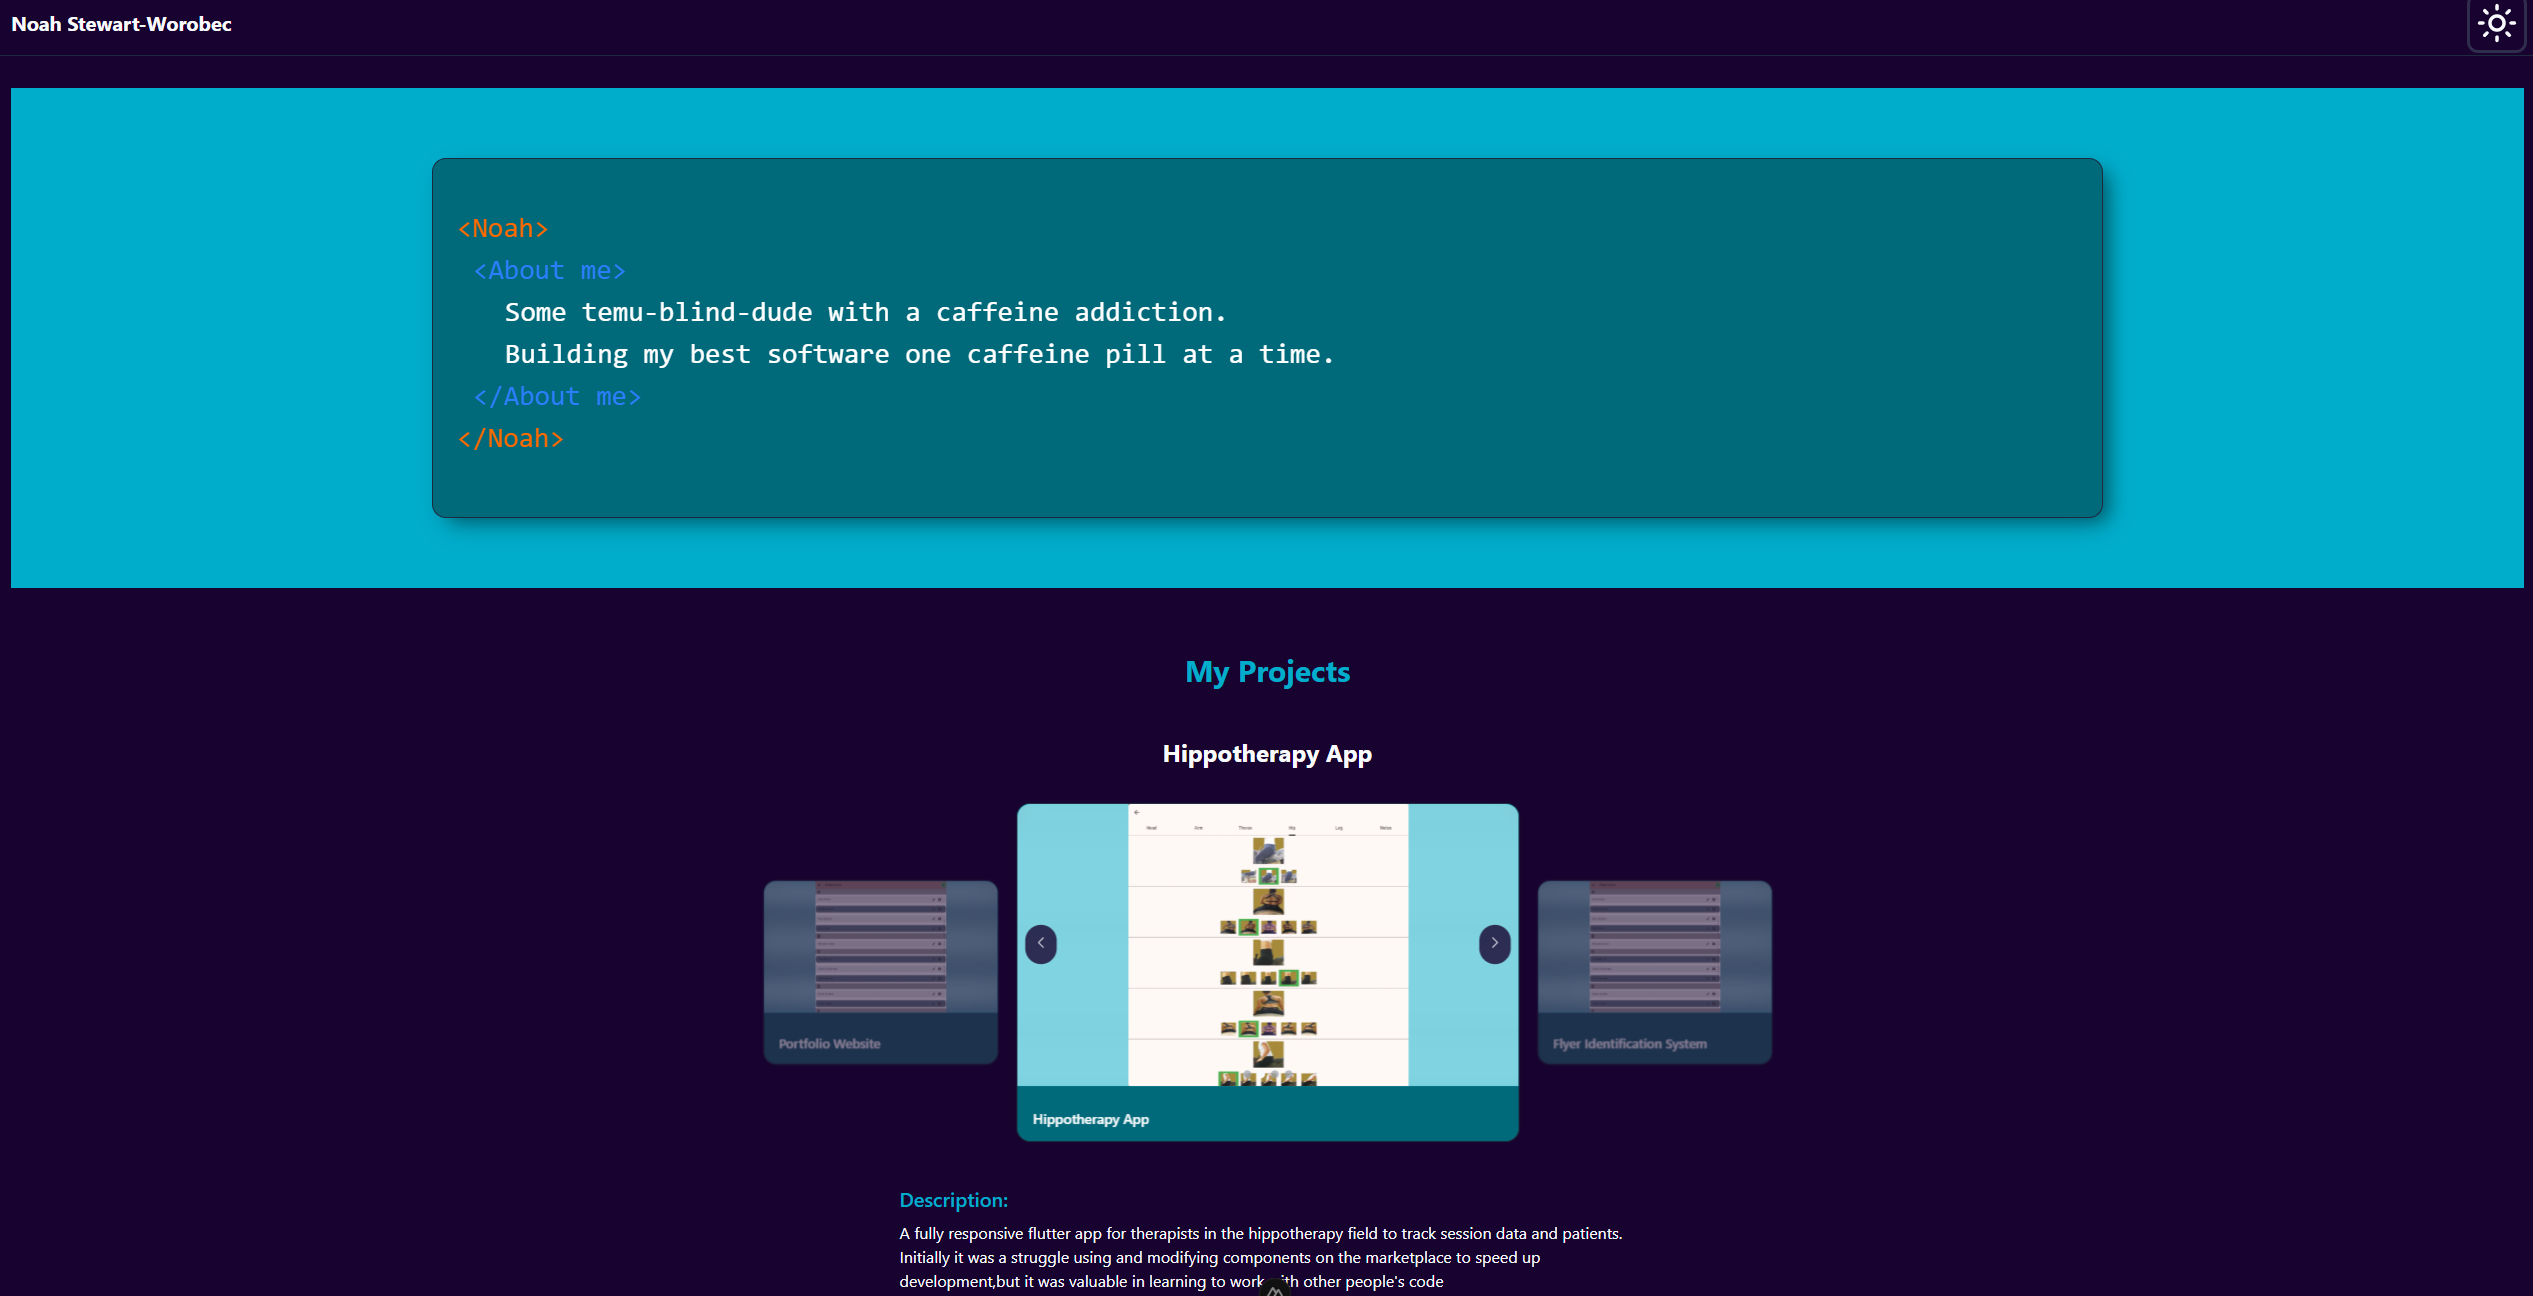 Noah Stewart-Worobec
<Noah>
<About me>
Some temu-blind-dude with a caffeine addiction.
Building my best software one caffeine pill at a time.
</About me>
</Noah>
My Projects
Hippotherapy App
Portfolio Website
Hippotherapy App
Flyer Identification System
Description:
A fully responsive flutter app for therapists in the hippotherapy field to track session data and patients.
Initially it was a struggle using and modifying components on the marketplace to speed up
development,but it was valuable in learning to work with other people's code